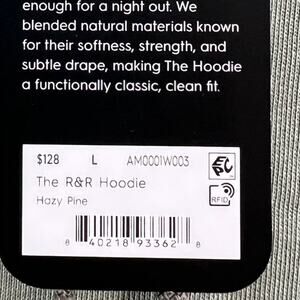 enough for a night out. We
blended natural materials known
for their softness, strength, and
subtle drape, making The Hoodie
a functionally classic, clean fit.
$128 L AM0001W003
EPC
The R&R Hoodie
Hazy Pine
RFID
8 40218 93362 8